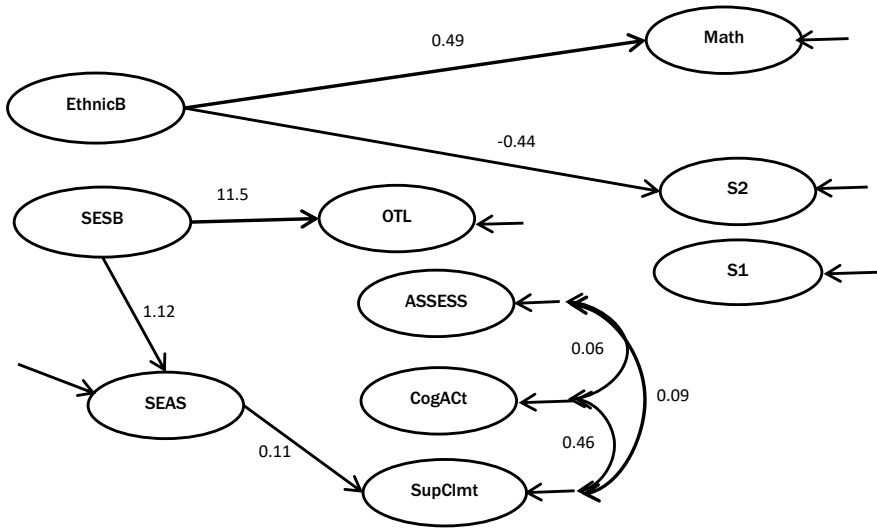 0.49
Math
EthnicB
-0.44
S2
11.5
SESB
OTL
S1
ASSESS
1.12
0.06
CogACt
0.09
SEAS
0.46
0.11
SupClmt